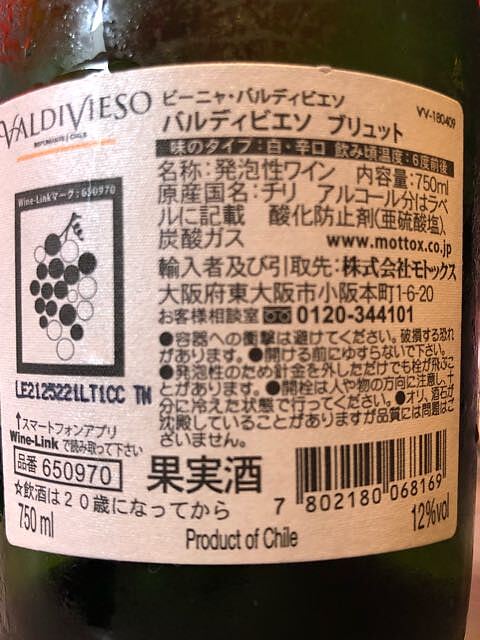 VALDIVIESO
ビーニャ・バルディビエソ
VV-180409
バルディビエソ ブリュット
味のタイプ:白・辛口 飲み頃温度:6度前後
名称:発泡性ワイン 内容量:750ml
原産国名:チリ アルコール分はラベ
ルに記載 酸化防止剤(亜硫酸塩)、
炭酸ガス www.mottox.co.jp
輸入者及び引取先:株式会社モトックス
大阪府東大阪市小阪本町1-6-20
お客様相談室 0120-344101
●容器への衝撃は避けてください。破損する恐れ
があります。●開ける前にゆすらないで下さい。
●発泡性のため針金を外しただけでも栓が飛ぶこ
とがあります。●開栓は人や物の方向に注意し、十
分に冷えた状態で行ってください。●オリ、酒石が
沈殿していることがありますが品質には問題はご
ざいません。
Wine-Linkマーク:650970
LE2125221LT1CC TN
↑スマートフォンアプリ
Wine-Link で読み取って下さい
品番 650970
果実酒
7 802180 068169
☆飲酒は20歳になってから
750 ml
Product of Chile
12%vol